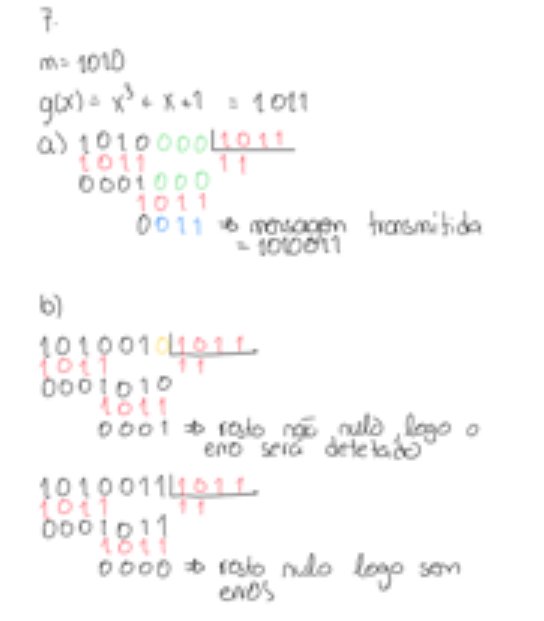 7.
m= 1010
g(x)= x³ + x+1 = 1011
a) 1010000 1011
1011 11
0001000
1011
0011 => mensagem transmitida
= 1010011
b)
1010010 1011
1011 11
0001010
1011
0001 => resto não nulo, logo o
erro será detetado
1010011 1011
1011 11
0001011
1011
0000 => resto nulo logo sem
erros